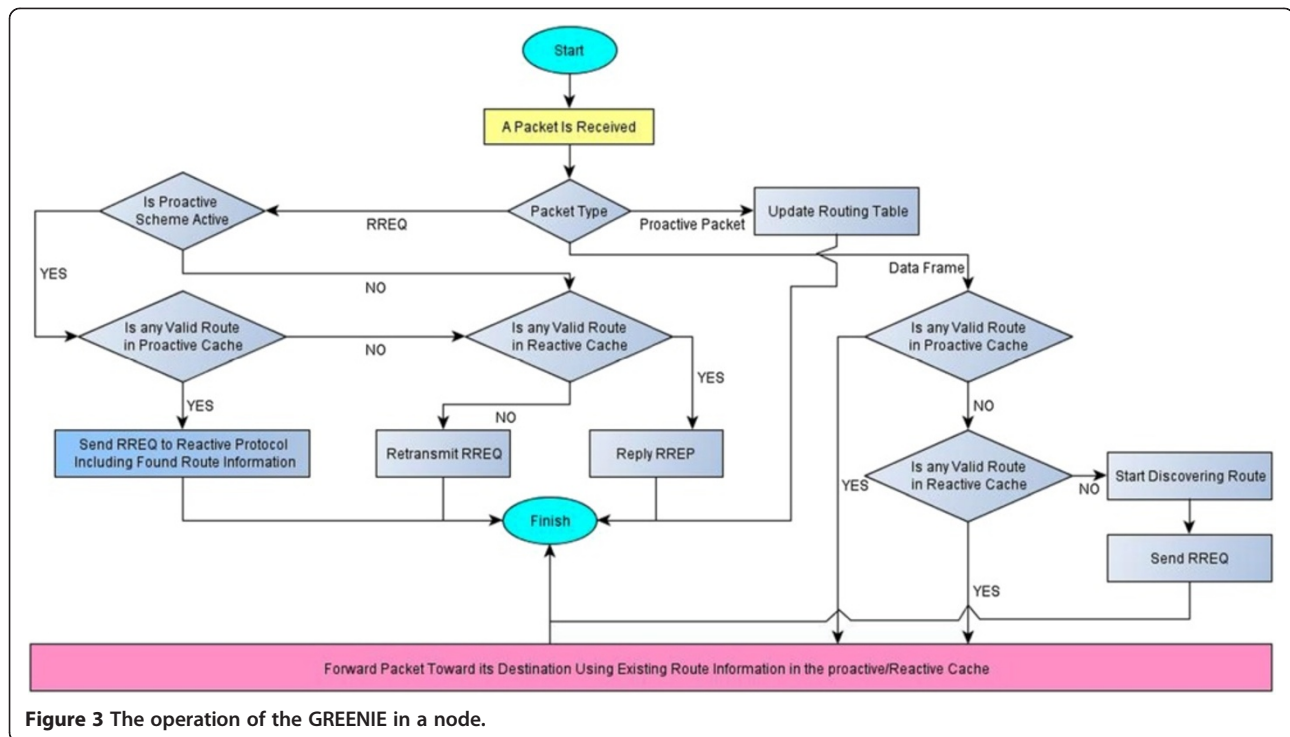 Start
A Packet Is Received
Is Proactive
Scheme Active
Packet Type
Update Routing Table
RREQ
Proactive Packet
YES
NO
Data Frame
Is any Valid Route
in Proactive Cache
NO
Is any Valid Route
in Reactive Cache
Is any Valid Route
in Proactive Cache
YES
NO
YES
NO
Send RREQ to Reactive Protocol
Including Found Route Information
Retransmit RREQ
Reply RREP
YES
Is any Valid Route
in Reactive Cache
NO
Start Discovering Route
Finish
Send RREQ
YES
Forward Packet Toward its Destination Using Existing Route Information in the proactive/Reactive Cache
Figure 3 The operation of the GREENIE in a node.